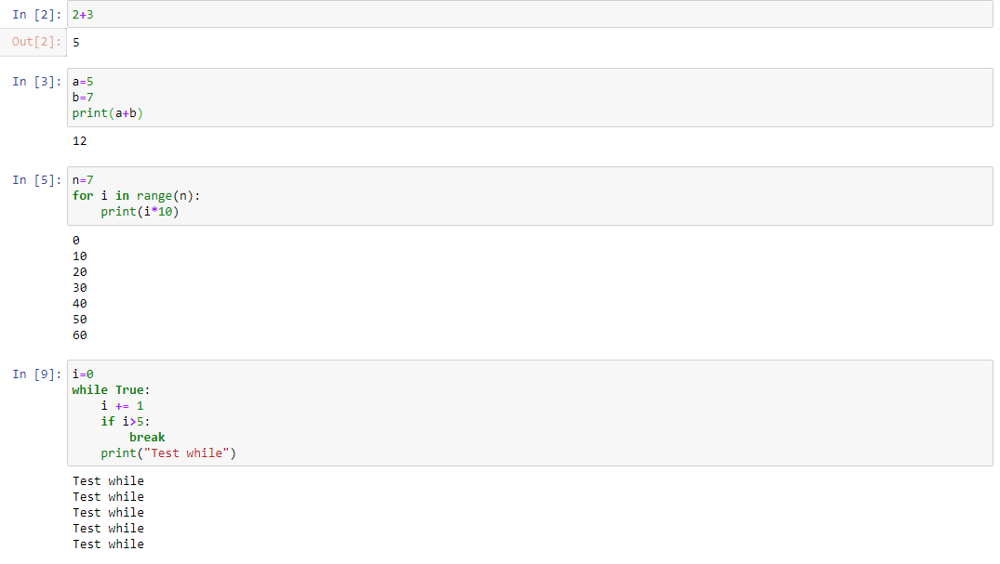 In [2]: 2+3
Out[2]: 5
In [3]: a=5
b=7
print(a+b)
12
In [5]: n=7
for i in range(n):
    print(i*10)
0
10
20
30
40
50
60
In [9]: i=0
while True:
    i += 1
    if i>5:
        break
    print("Test while")
Test while
Test while
Test while
Test while
Test while